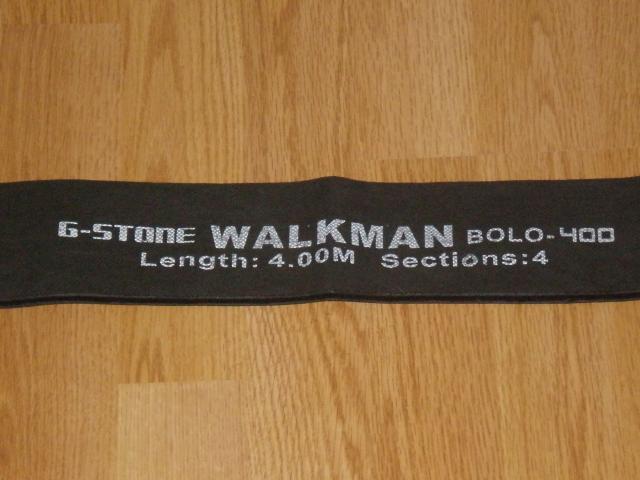 G-STONE WALKMAN BOLO-400
Length: 4.00M Sections:4